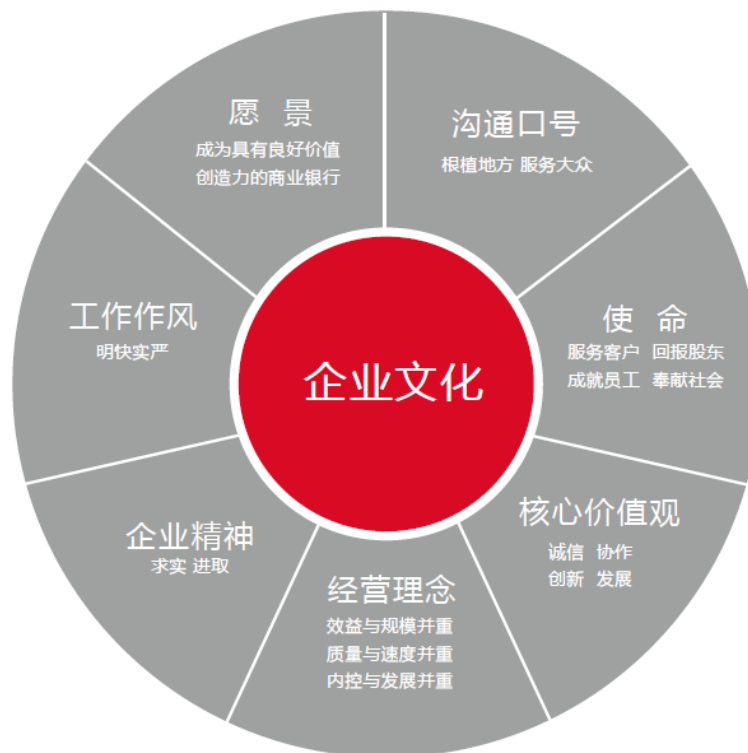 愿 景
成为具有良好价值
创造力的商业银行
沟通口号
根植地方 服务大众
使 命
服务客户 回报股东
成就员工 奉献社会
核心价值观
诚信 协作
创新 发展
经营理念
效益与规模并重
质量与速度并重
内控与发展并重
企业精神
求实 进取
工作作风
明快实严
企业文化